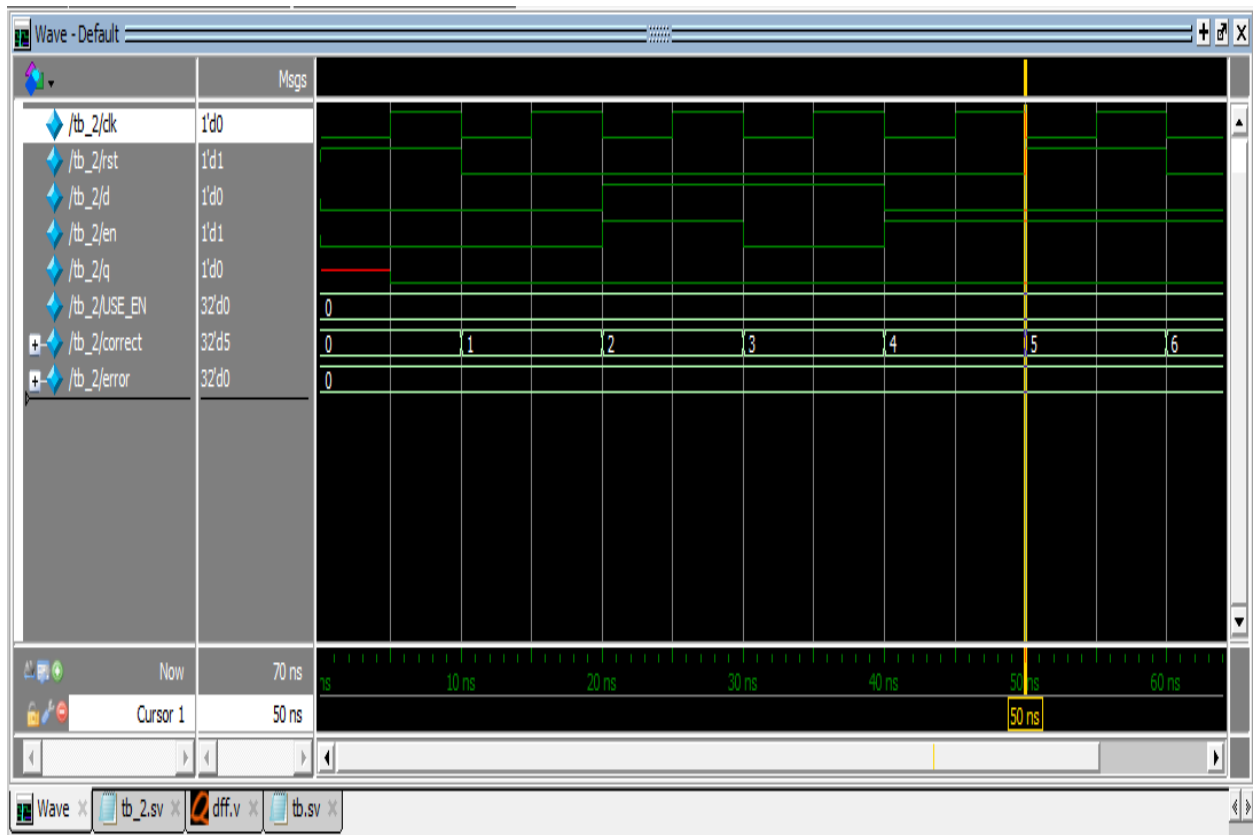 Wave - Default
Msgs
/tb_2/clk 1'd0
/tb_2/rst 1'd1
/tb_2/d 1'd0
/tb_2/en 1'd1
/tb_2/q 1'd0
/tb_2/USE_EN 32'd0 0
/tb_2/correct 32'd5 0 1 2 3 4 5 6
/tb_2/error 32'd0 0
Now 70 ns ns 10 ns 20 ns 30 ns 40 ns 50 ns 60 ns
Cursor 1 50 ns 50 ns
Wave tb_2.sv dff.v tb.sv